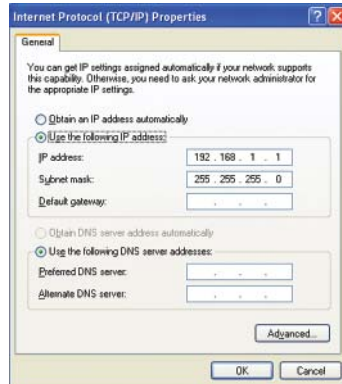 Internet Protocol (TCP/IP) Properties
General
You can get IP settings assigned automatically if your network supports
this capability. Otherwise, you need to ask your network administrator for
the appropriate IP settings.
Obtain an IP address automatically
Use the following IP address:
IP address: 192 . 168 . 1 . 1
Subnet mask: 255 . 255 . 255 . 0
Default gateway: . . .
Obtain DNS server address automatically
Use the following DNS server addresses:
Preferred DNS server: . . .
Alternate DNS server: . . .
Advanced...
OK Cancel